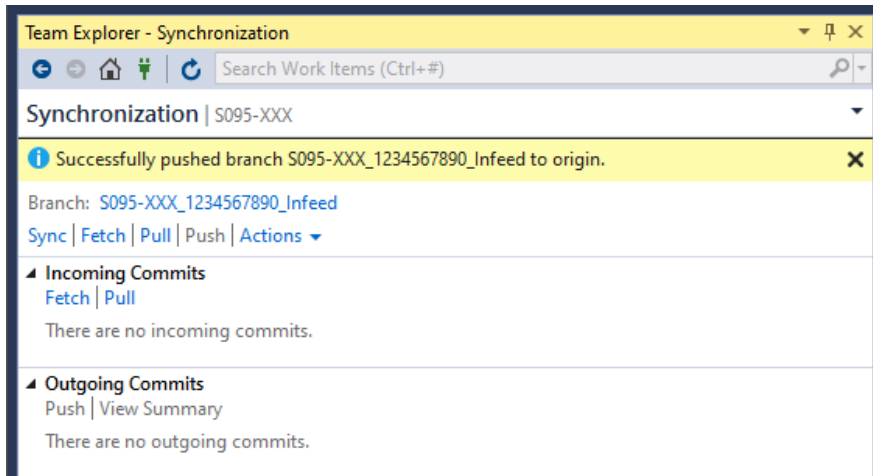 Team Explorer - Synchronization
Search Work Items (Ctrl+#)
Synchronization | S095-XXX
Successfully pushed branch S095-XXX_1234567890_Infeed to origin.
Branch: S095-XXX_1234567890_Infeed
Sync | Fetch | Pull | Push | Actions
Incoming Commits
Fetch | Pull
There are no incoming commits.
Outgoing Commits
Push | View Summary
There are no outgoing commits.